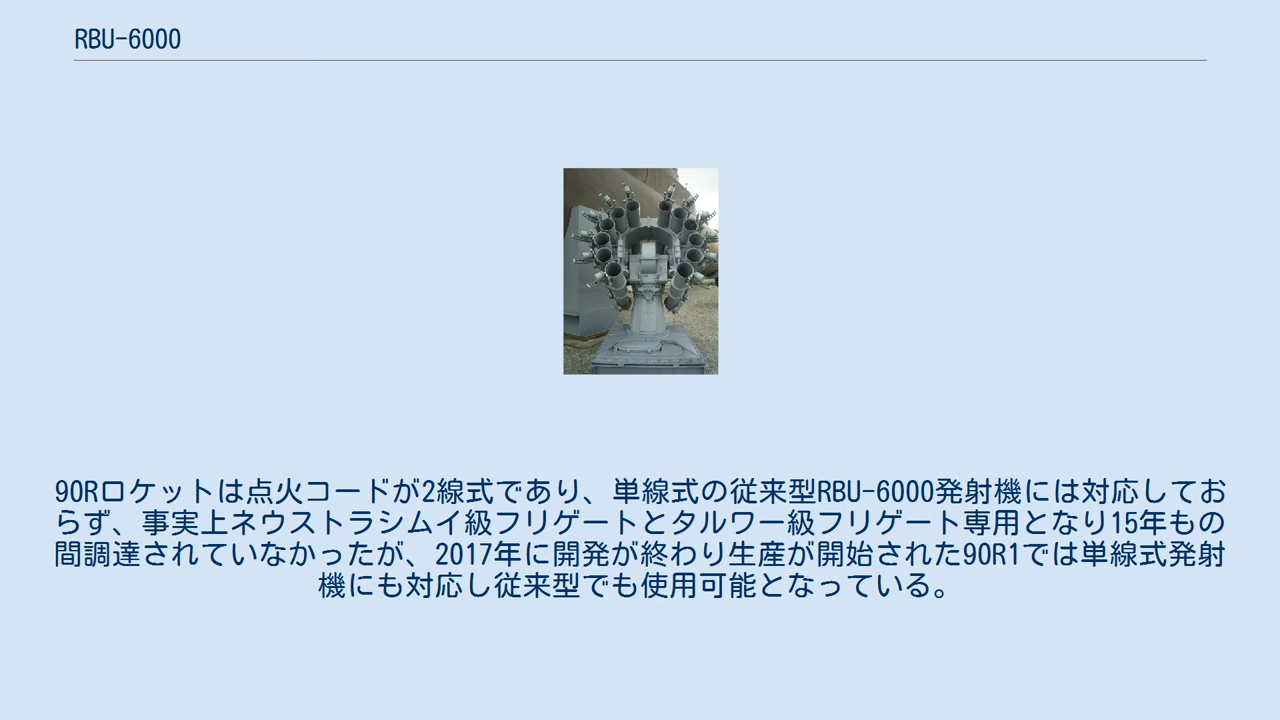 RBU-6000
90Rロケットは点火コードが2線式であり、単線式の従来型RBU-6000発射機には対応してお
らず、事実上ネウストラシムイ級フリゲートとタルワー級フリゲート専用となり15年もの
間調達されていなかったが、2017年に開発が終わり生産が開始された90R1では単線式発射
機にも対応し従来型でも使用可能となっている。